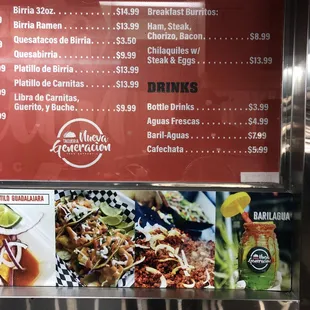 Birria 32oz. $14.99
Birria Ramen $13.99
Quesatacos de Birria $3.50
Quesabirria $9.99
Platillo de Birria $13.99
Platillo de Carnitas $13.99
Libra de Carnitas,
Guerito, y Buche $9.99
Nueva
Generacion
Breakfast Burritos:
Ham, Steak,
Chorizo, Bacon $8.99
Chilaquiles w/
Steak & Eggs $13.99
DRINKS
Bottle Drinks $3.99
Aguas Frescas $4.99
Baril-Aguas $7.99
Cafechata $5.99
TILO GUADALAJARA
BARILAGUA